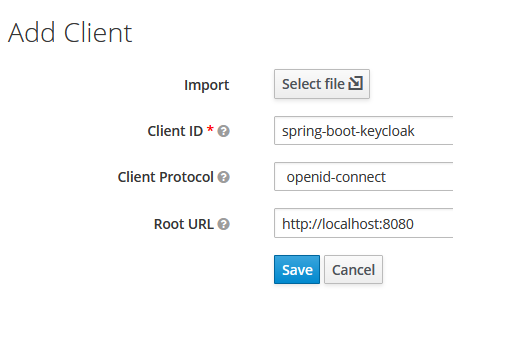 Add Client
Import Select file
Client ID * spring-boot-keycloak
Client Protocol openid-connect
Root URL http://localhost:8080
Save Cancel